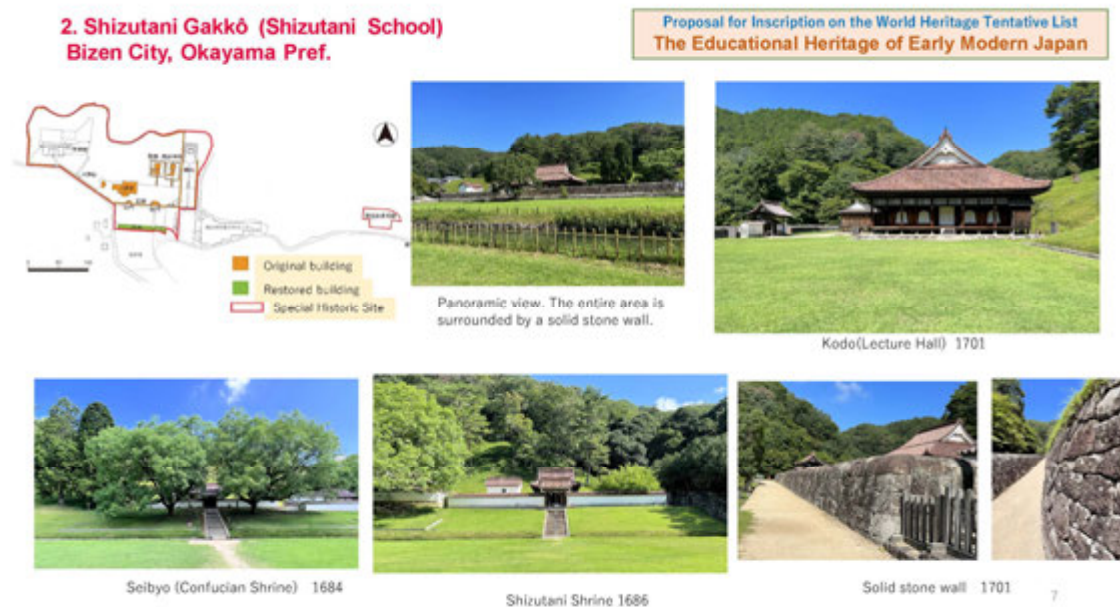 2. Shizutani Gakkô (Shizutani School)
Bizen City, Okayama Pref.
Proposal for Inscription on the World Heritage Tentative List
The Educational Heritage of Early Modern Japan
Original building
Restored building
Special Historic Site
Panoramic view. The entire area is
surrounded by a solid stone wall.
Kodo(Lecture Hall) 1701
Seibyo (Confucian Shrine) 1684
Shizutani Shrine 1686
Solid stone wall 1701
7